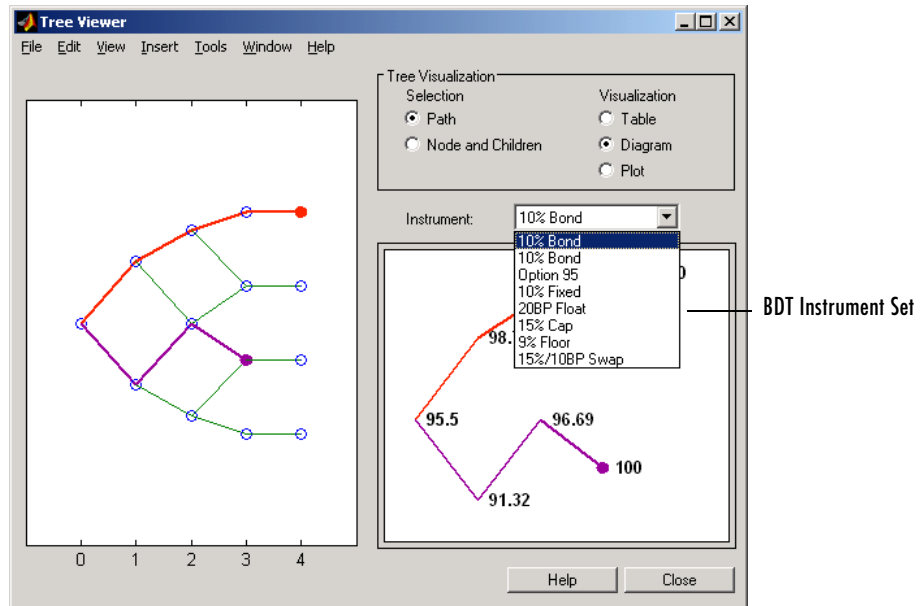 Tree Viewer
File Edit View Insert Tools Window Help
Tree Visualization
Selection
Visualization
Path
Table
Node and Children
Diagram
Plot
Instrument:
10% Bond
10% Bond
10% Bond
Option 95
10% Fixed
20BP Float
15% Cap
9% Floor
15%/10BP Swap
BDT Instrument Set
98.
95.5
96.69
100
91.32
0 1 2 3 4
Help
Close